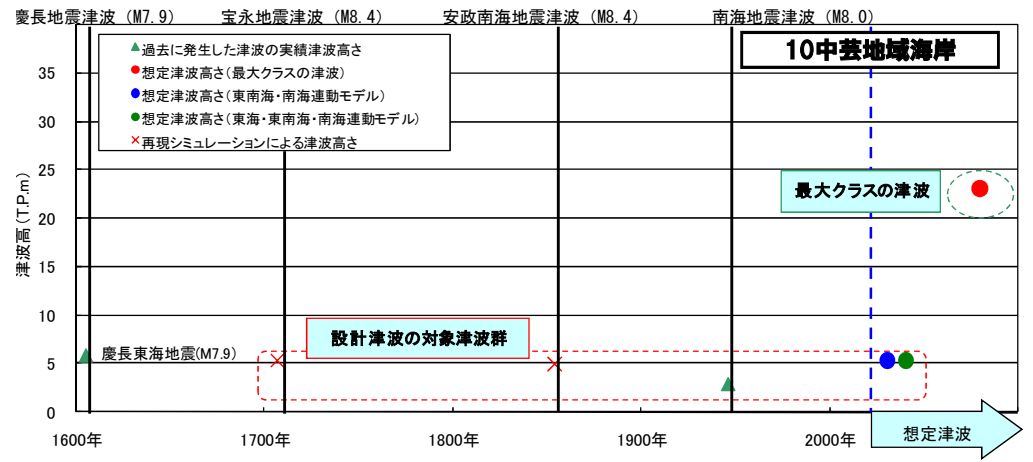 慶長地震津波（M7.9）
宝永地震津波（M8.4）
安政南海地震津波（M8.4）
南海地震津波（M8.0）
過去に発生した津波の実績津波高さ
想定津波高さ（最大クラスの津波）
想定津波高さ（東南海・南海連動モデル）
想定津波高さ（東海・東南海・南海連動モデル）
再現シミュレーションによる津波高さ
10中芸地域海岸
津波高（T.P.m）
35
30
25
20
15
10
5
0
最大クラスの津波
設計津波の対象津波群
慶長東海地震(M7.9)
1600年
1700年
1800年
1900年
2000年
想定津波